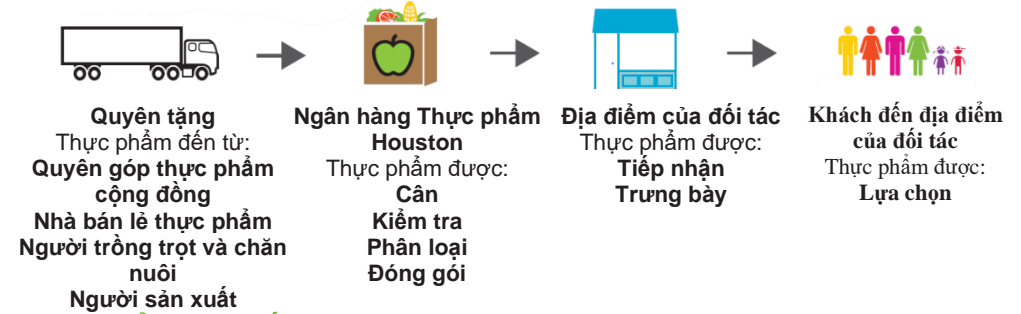 Quyên tặng
Thực phẩm đến từ:
Quyên góp thực phẩm
cộng đồng
Nhà bán lẻ thực phẩm
Người trồng trọt và chăn
nuôi
Người sản xuất
Ngân hàng Thực phẩm
Houston
Thực phẩm được:
Cân
Kiểm tra
Phân loại
Đóng gói
Địa điểm của đối tác
Thực phẩm được:
Tiếp nhận
Trưng bày
Khách đến địa điểm
của đối tác
Thực phẩm được:
Lựa chọn